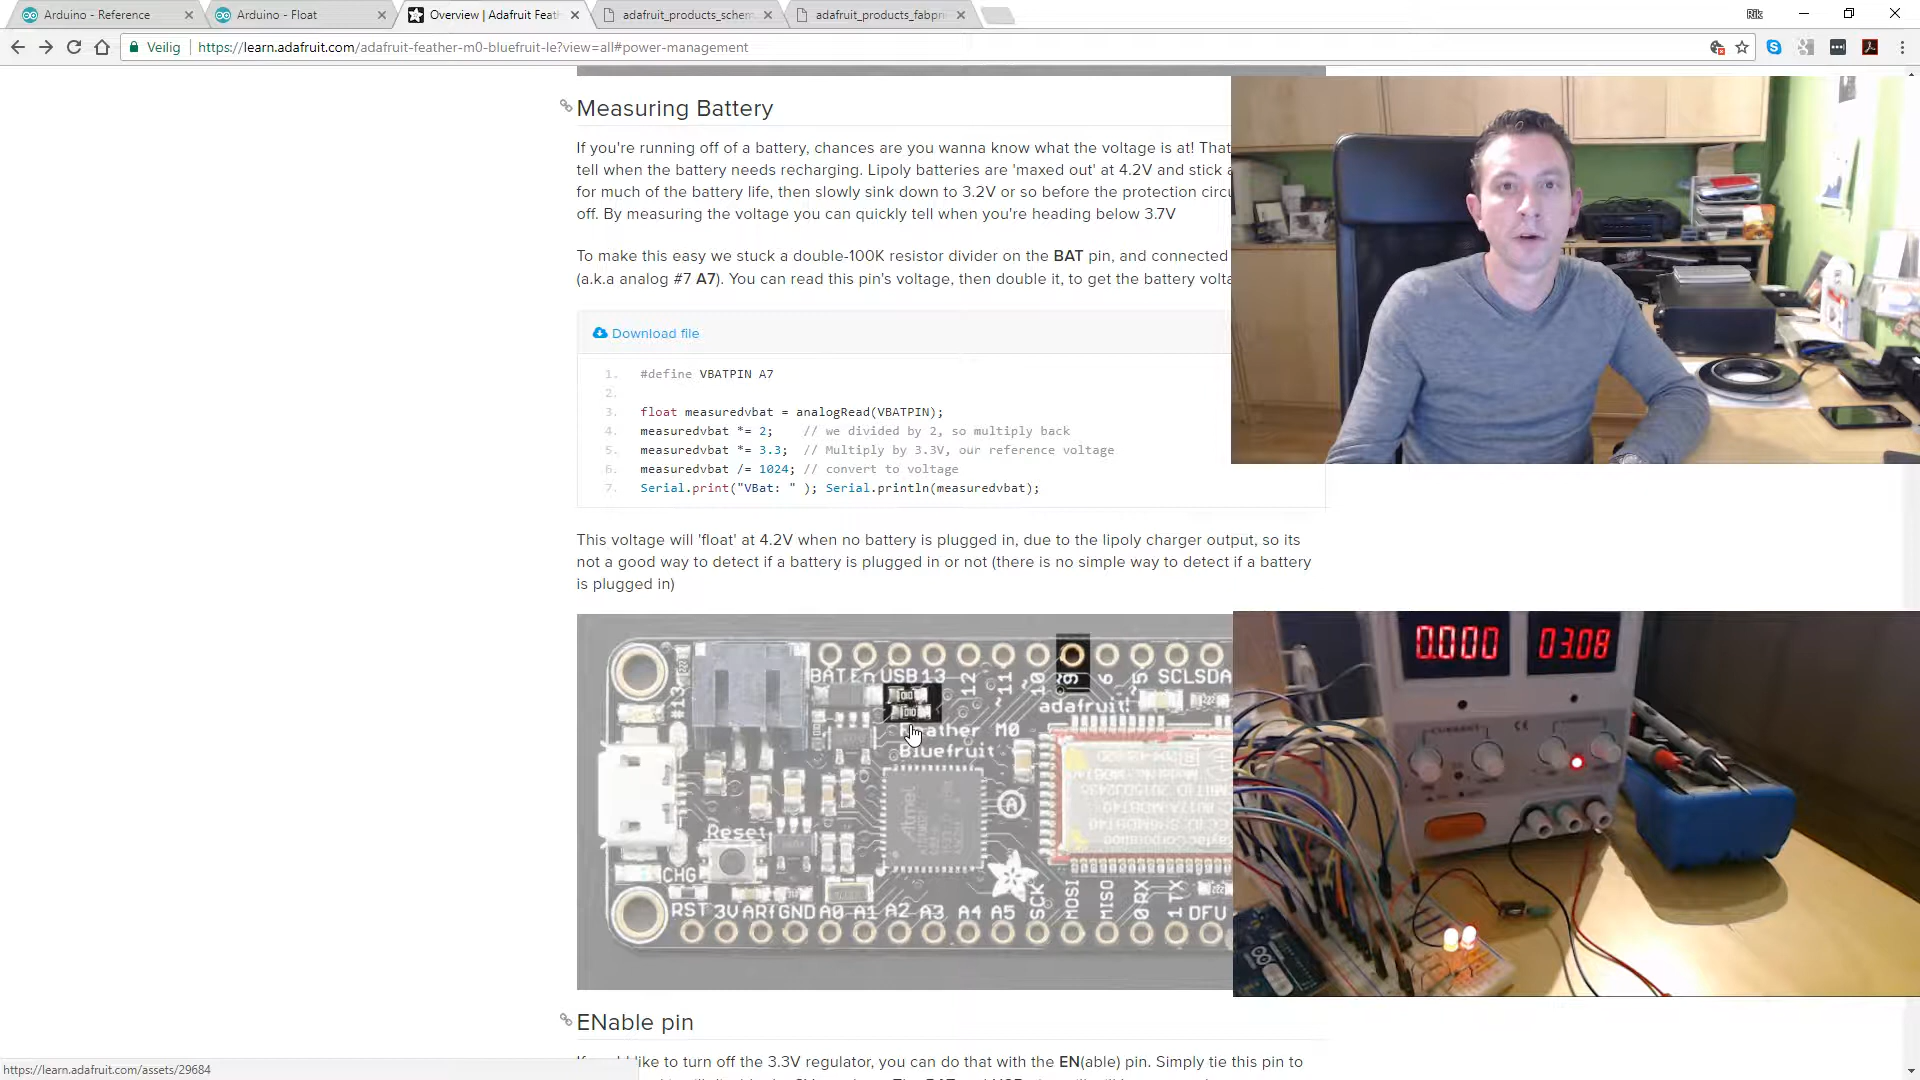 Arduino - Reference
Arduino - Float
Overview | Adafruit Feath
adafruit_products_schem
adafruit_products_fabpri
Rik
Veilig
https://learn.adafruit.com/adafruit-feather-m0-bluefruit-le?view=all#power-management
Measuring Battery
If you're running off of a battery, chances are you wanna know what the voltage is at! That
tell when the battery needs recharging. Lipoly batteries are 'maxed out' at 4.2V and stick a
for much of the battery life, then slowly sink down to 3.2V or so before the protection circu
off. By measuring the voltage you can quickly tell when you're heading below 3.7V
To make this easy we stuck a double-100K resistor divider on the BAT pin, and connected
(a.k.a analog #7 A7). You can read this pin's voltage, then double it, to get the battery volta
Download file
1. #define VBATPIN A7
2.
3. float measuredvbat = analogRead(VBATPIN);
4. measuredvbat *= 2; // we divided by 2, so multiply back
5. measuredvbat *= 3.3; // Multiply by 3.3V, our reference voltage
6. measuredvbat /= 1024; // convert to voltage
7. Serial.print("VBat: " ); Serial.println(measuredvbat);
This voltage will 'float' at 4.2V when no battery is plugged in, due to the lipoly charger output, so its
not a good way to detect if a battery is plugged in or not (there is no simple way to detect if a battery
is plugged in)
0.000 03.08
BAT En USB 13 12 ~11 ~10 ~9 6 ~5 SCL SDA
#13
adafruit!
Feather M0
Bluefruit
Atmel
Reset
CHG
RST 3V ARf GND A0 A1 A2 A3 A4 A5 SCK MOSI MISO 0RX 1TX DFU
ENable pin
like to turn off the 3.3V regulator, you can do that with the EN(able) pin. Simply tie this pin to
https://learn.adafruit.com/assets/29684